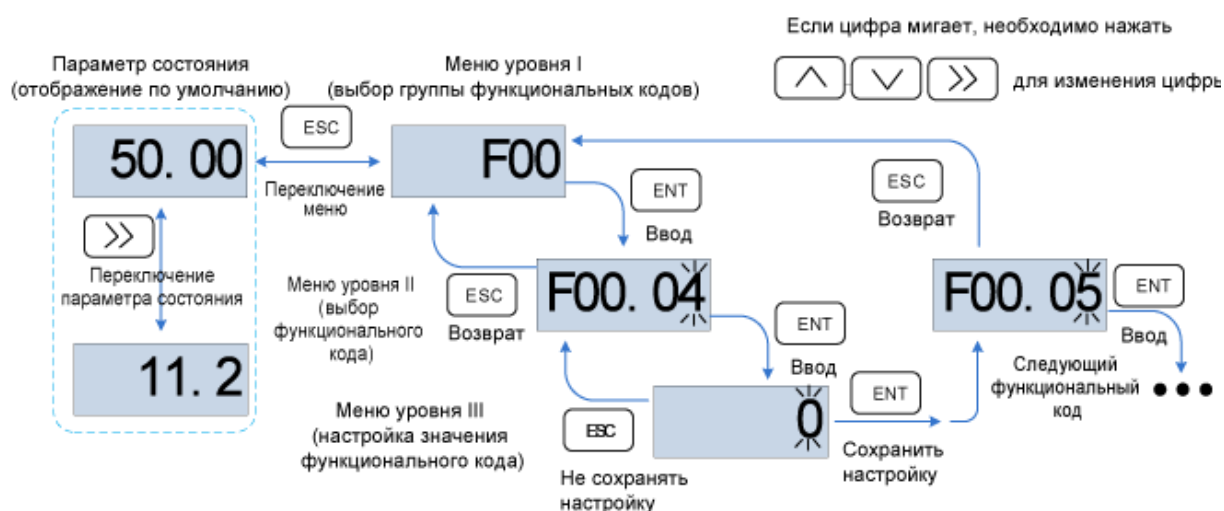 Если цифра мигает, необходимо нажать
для изменения цифры
Параметр состояния
(отображение по умолчанию)
Меню уровня I
(выбор группы функциональных кодов)
50. 00
ESC
Переключение
меню
F00
ENT
Ввод
ESC
Возврат
Переключение
параметра состояния
11. 2
Меню уровня II
(выбор
функционального
кода)
ESC
Возврат
F00. 04
ENT
Ввод
F00. 05
ENT
Ввод
Следующий
функциональный
код
Меню уровня III
(настройка значения
функционального кода)
ESC
Не сохранять
настройку
0
ENT
Сохранить
настройку